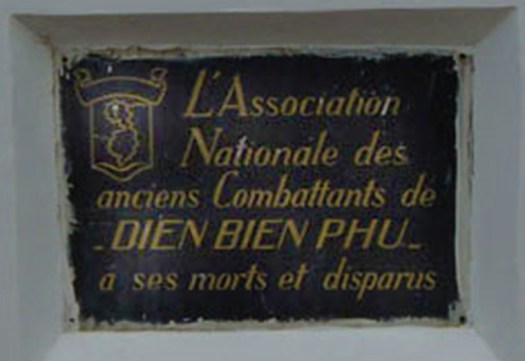 L'Association
Nationale des
anciens Combattants de
- DIEN BIEN PHU -
à ses morts et disparus